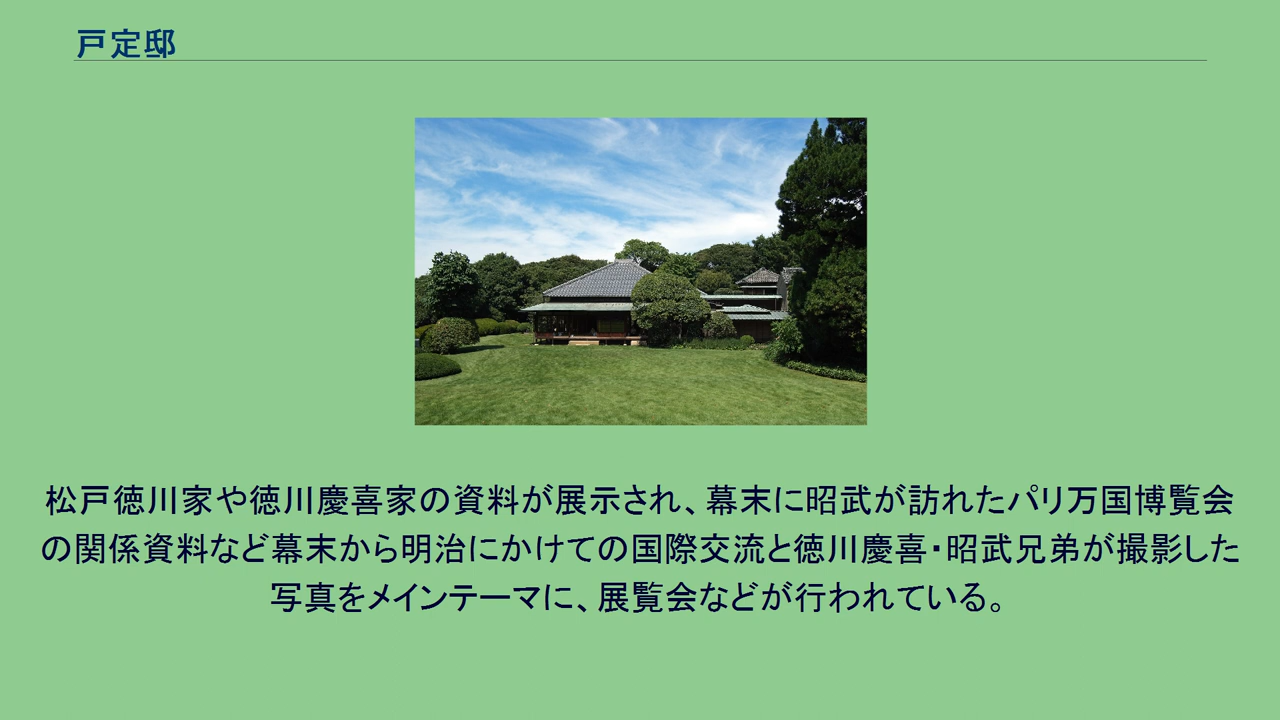 戸定邸
松戸徳川家や徳川慶喜家の資料が展示され、幕末に昭武が訪れたパリ万国博覧会
の関係資料など幕末から明治にかけての国際交流と徳川慶喜・昭武兄弟が撮影した
写真をメインテーマに、展覧会などが行われている。